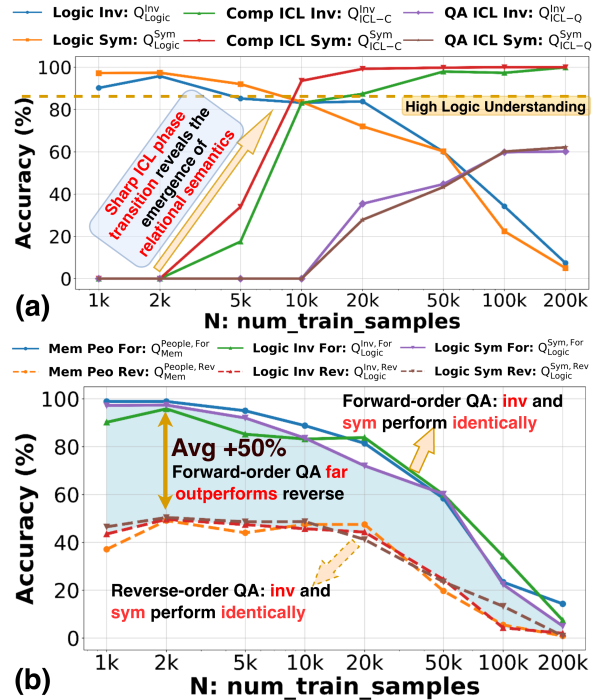 Logic Inv: Q^Inv_Logic
Comp ICL Inv: Q^Inv_ICL−C
QA ICL Inv: Q^Inv_ICL−Q
Logic Sym: Q^Sym_Logic
Comp ICL Sym: Q^Sym_ICL−C
QA ICL Sym: Q^Sym_ICL−Q
100
80
60
40
20
0
Accuracy (%)
High Logic Understanding
Sharp ICL phase
transition reveals the
emergence of
relational semantics
1k 2k 5k 10k 20k 50k 100k 200k
N: num_train_samples
(a)
Mem Peo For: Q^People, For_Mem
Logic Inv For: Q^Inv, For_Logic
Logic Sym For: Q^Sym, For_Logic
Mem Peo Rev: Q^People, Rev_Mem
Logic Inv Rev: Q^Inv, Rev_Logic
Logic Sym Rev: Q^Sym, Rev_Logic
100
80
60
40
20
0
Accuracy (%)
Forward-order QA: inv and
sym perform identically
Avg +50%
Forward-order QA far
outperforms reverse
Reverse-order QA: inv and
sym perform identically
1k 2k 5k 10k 20k 50k 100k 200k
N: num_train_samples
(b)